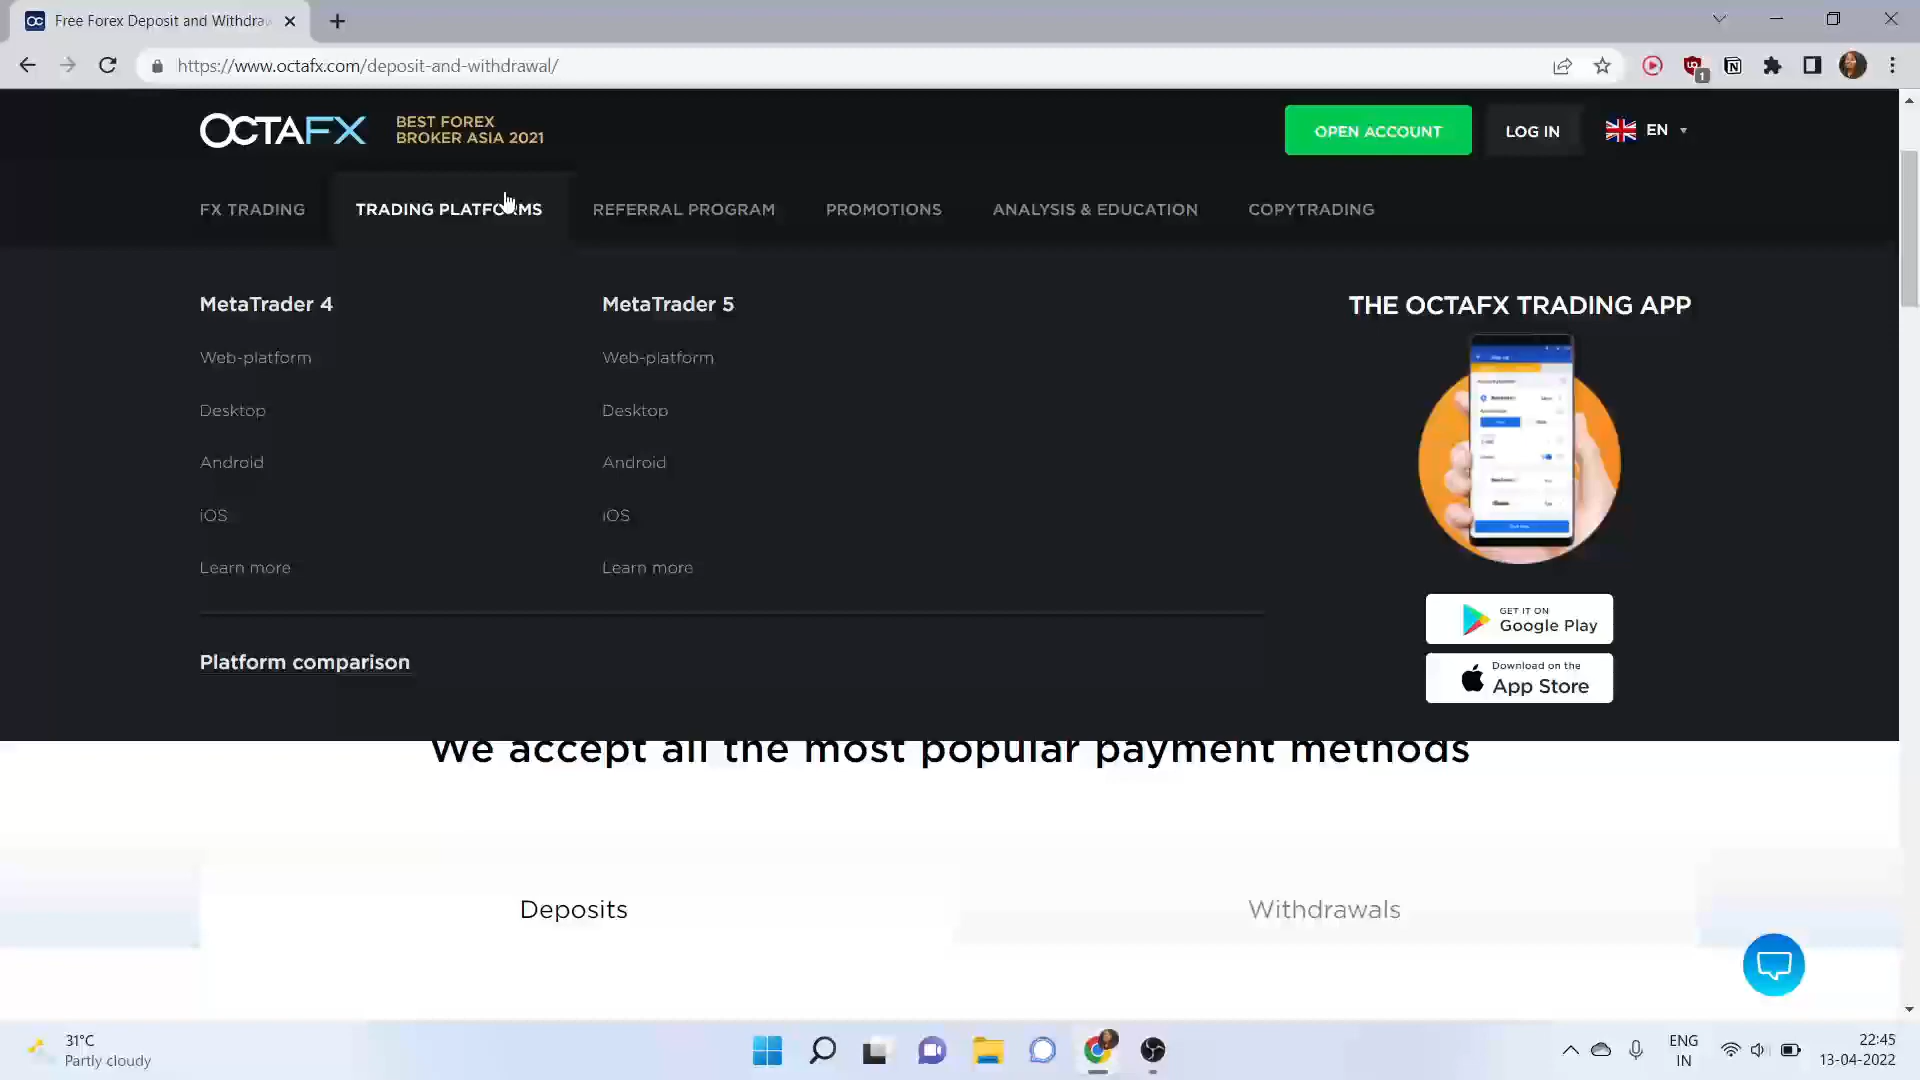 Free Forex Deposit and Withdra
https://www.octafx.com/deposit-and-withdrawal/
1
OCTAFX
BEST FOREX
BROKER ASIA 2021
OPEN ACCOUNT
LOG IN
EN
FX TRADING
TRADING PLATFORMS
REFERRAL PROGRAM
PROMOTIONS
ANALYSIS & EDUCATION
COPYTRADING
MetaTrader 4
Web-platform
Desktop
Android
iOS
Learn more
MetaTrader 5
Web-platform
Desktop
Android
iOS
Learn more
Platform comparison
THE OCTAFX TRADING APP
GET IT ON
Google Play
Download on the
App Store
We accept all the most popular payment methods
Deposits
Withdrawals
31°C
Partly cloudy
ENG
IN
22:45
13-04-2022